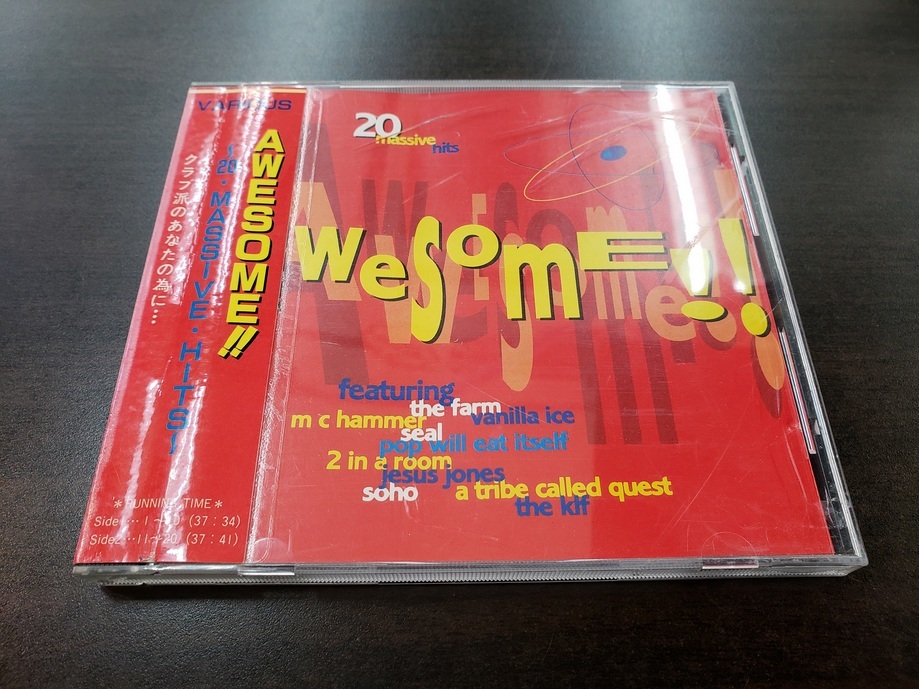 VARIOUS
AWESOME!!
(20・MASSIVE・HITS)
クラブ派のあなたの為に…
*RUNNING TIME*
Side1…1~10 (37:34)
Side2…11~20 (37:41)
20
massive
hits
Awesome!!
featuring
the farm
m c hammer vanilla ice
seal
pop will eat itself
2 in a room
jesus jones
soho a tribe called quest
the klf